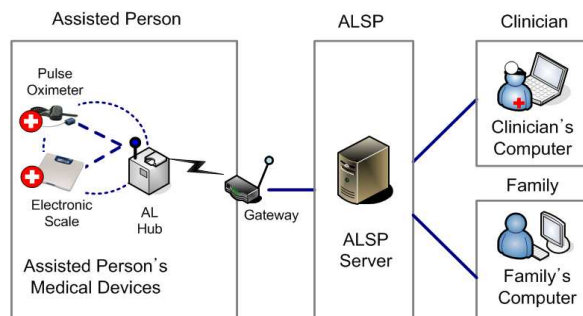 Assisted Person
ALSP
Clinician
Pulse
Oximeter
Electronic
Scale
AL
Hub
Gateway
Assisted Person's
Medical Devices
ALSP
Server
Clinician's
Computer
Family
Family's
Computer